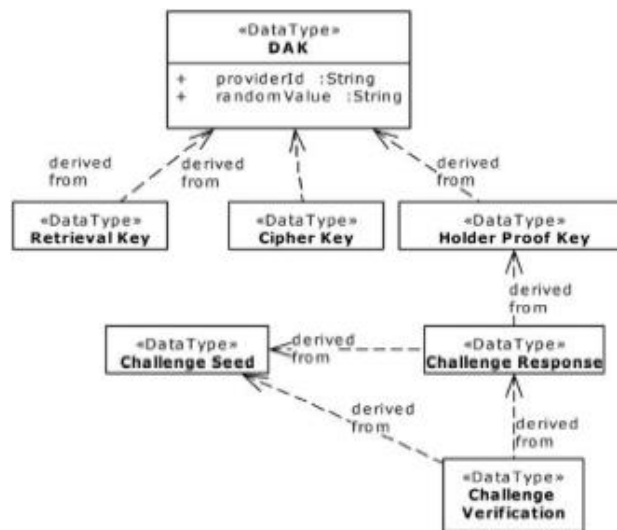 «DataType»
DAK
+ providerId :String
+ randomValue :String
derived
from
derived
from
derived
from
«DataType»
Retrieval Key
«DataType»
Cipher Key
«DataType»
Holder Proof Key
derived
from
«DataType»
Challenge Seed
derived
from
«DataType»
Challenge Response
derived
from
derived
from
«DataType»
Challenge
Verification